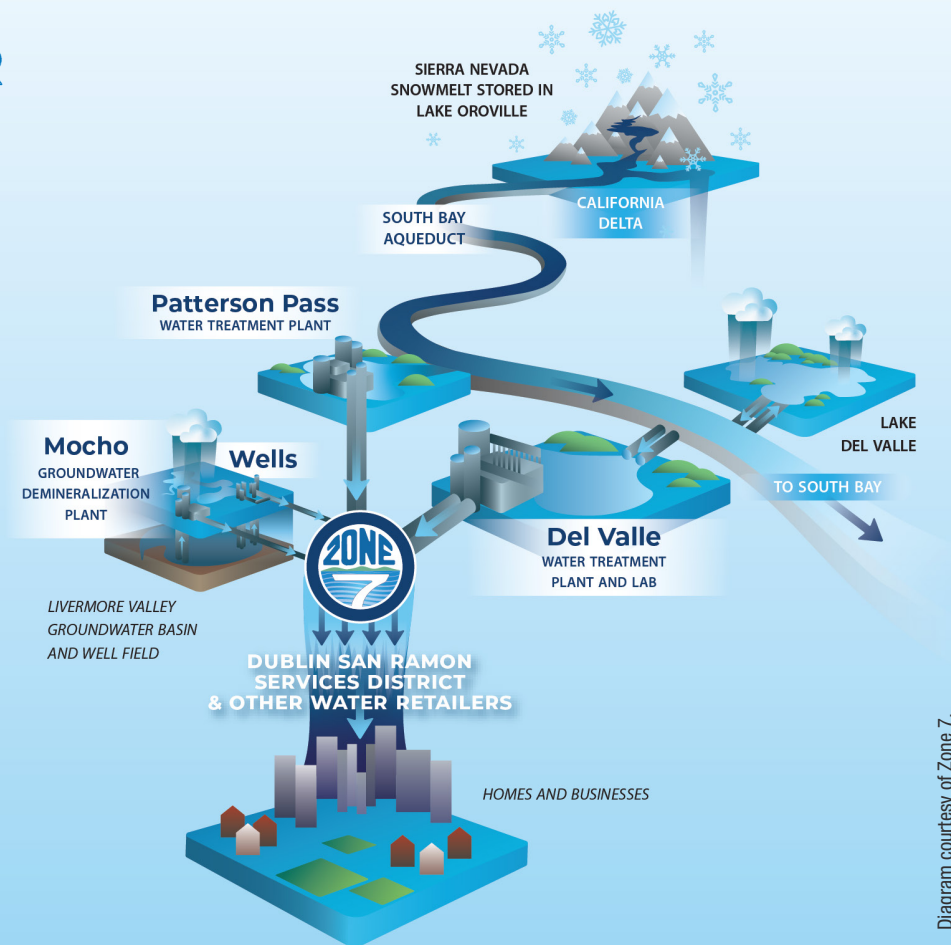 SIERRA NEVADA
SNOWMELT STORED IN
LAKE OROVILLE
CALIFORNIA
DELTA
SOUTH BAY
AQUEDUCT
Patterson Pass
WATER TREATMENT PLANT
LAKE
DEL VALLE
Mocho
GROUNDWATER
DEMINERALIZATION
PLANT
Wells
TO SOUTH BAY
Del Valle
WATER TREATMENT
PLANT AND LAB
ZONE
7
LIVERMORE VALLEY
GROUNDWATER BASIN
AND WELL FIELD
DUBLIN SAN RAMON
SERVICES DISTRICT
& OTHER WATER RETAILERS
HOMES AND BUSINESSES
Diagram courtesy of Zone 7.